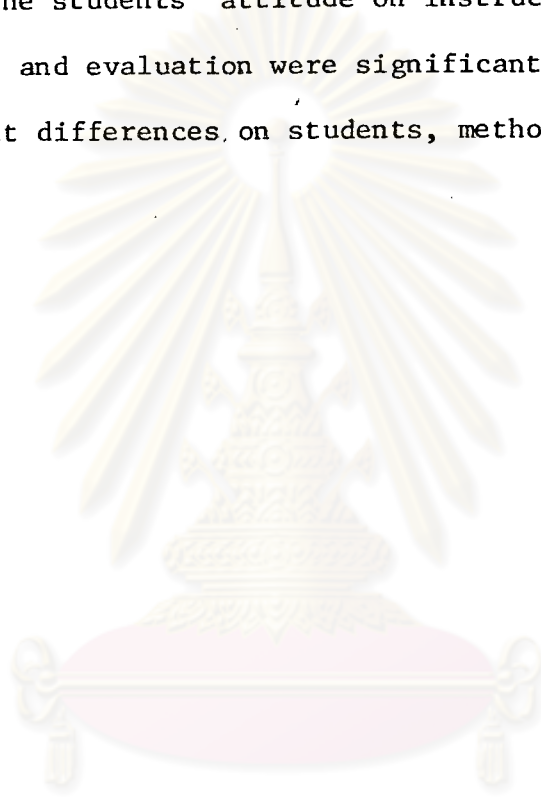 he students' attitude on instruc
and evaluation were significant
t differences, on students, metho